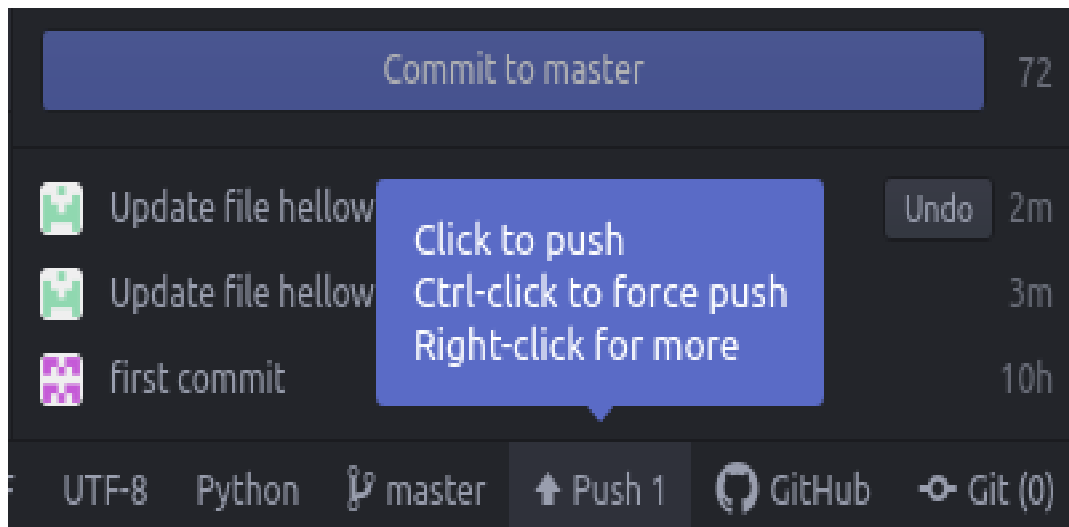 Commit to master
72
Update file hellow
Undo
2m
Update file hellow
3m
first commit
10h
Click to push
Ctrl-click to force push
Right-click for more
UTF-8
Python
master
Push 1
GitHub
Git (0)